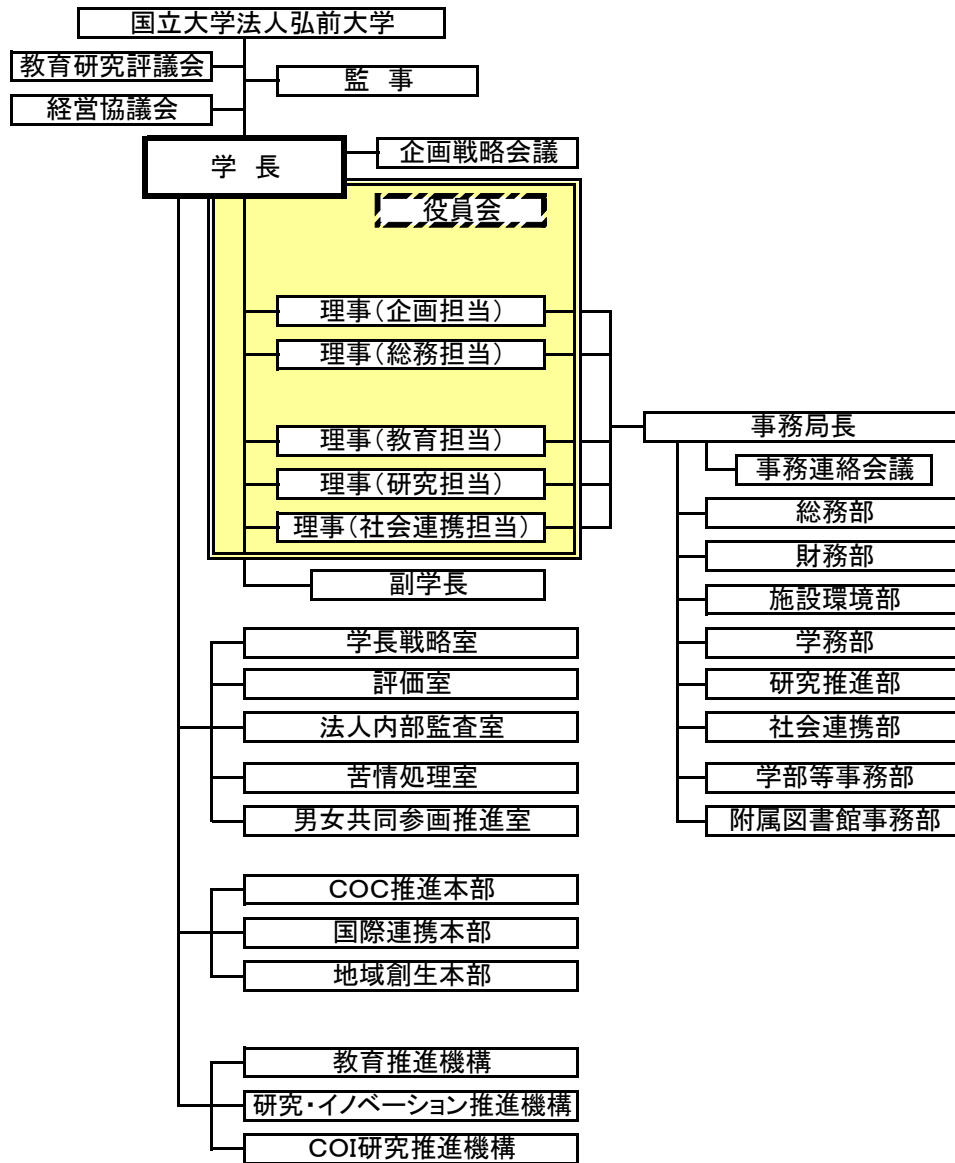 国立大学法人弘前大学
教育研究評議会
監 事
経営協議会
学 長
企画戦略会議
役員会
理事(企画担当)
理事(総務担当)
理事(教育担当)
理事(研究担当)
理事(社会連携担当)
副学長
事務局長
事務連絡会議
総務部
財務部
施設環境部
学務部
研究推進部
社会連携部
学部等事務部
附属図書館事務部
学長戦略室
評価室
法人内部監査室
苦情処理室
男女共同参画推進室
COC推進本部
国際連携本部
地域創生本部
教育推進機構
研究・イノベーション推進機構
COI研究推進機構